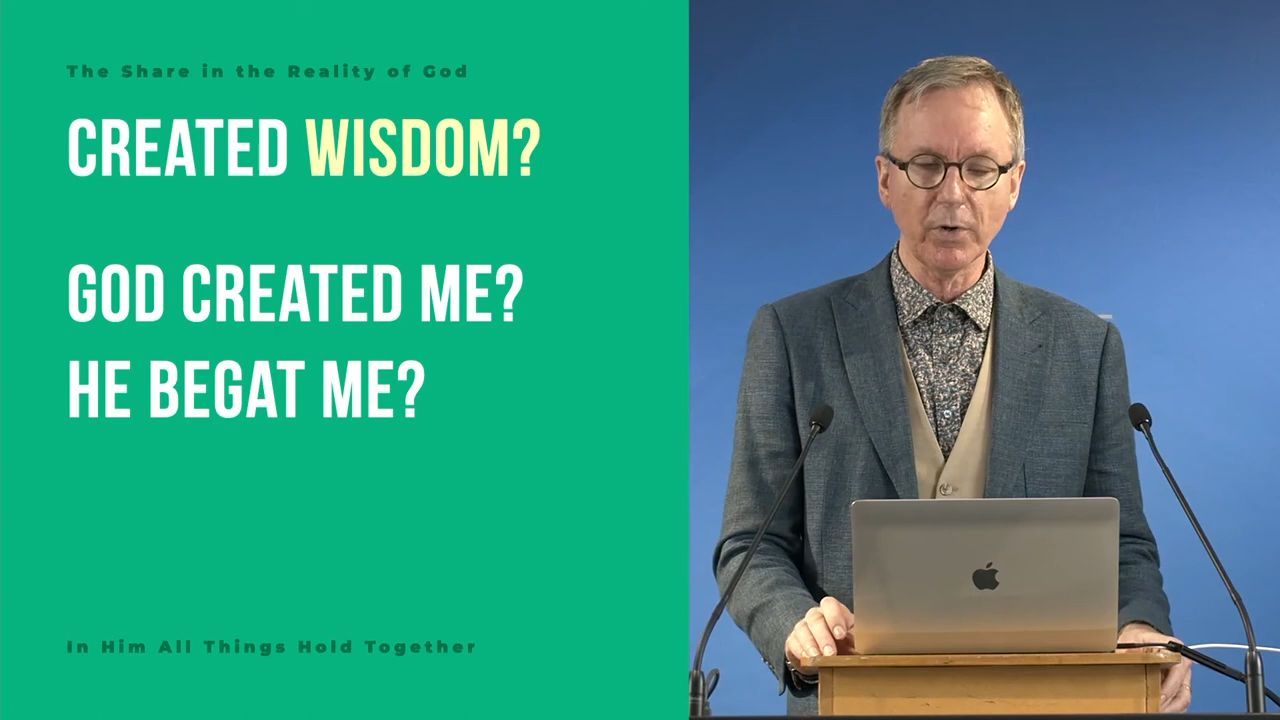 The Share in the Reality of God
CREATED WISDOM?
GOD CREATED ME?
HE BEGAT ME?
In Him All Things Hold Together